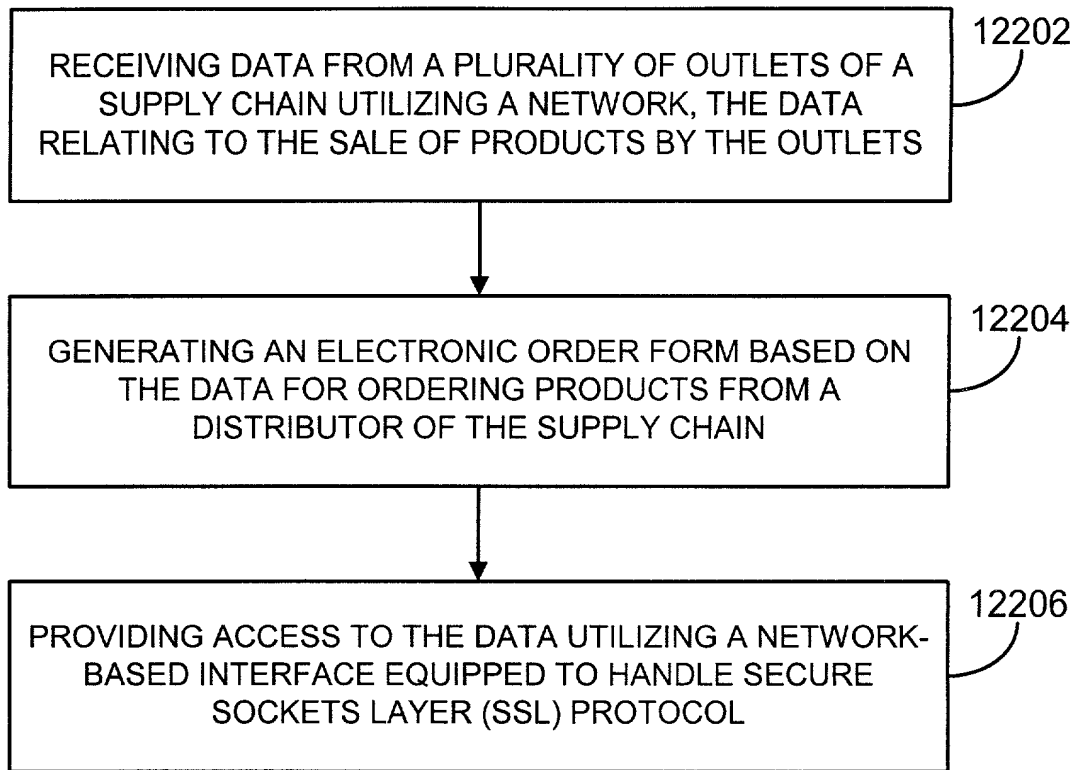 12202
RECEIVING DATA FROM A PLURALITY OF OUTLETS OF A
SUPPLY CHAIN UTILIZING A NETWORK, THE DATA
RELATING TO THE SALE OF PRODUCTS BY THE OUTLETS
12204
GENERATING AN ELECTRONIC ORDER FORM BASED ON
THE DATA FOR ORDERING PRODUCTS FROM A
DISTRIBUTOR OF THE SUPPLY CHAIN
12206
PROVIDING ACCESS TO THE DATA UTILIZING A NETWORK-
BASED INTERFACE EQUIPPED TO HANDLE SECURE
SOCKETS LAYER (SSL) PROTOCOL